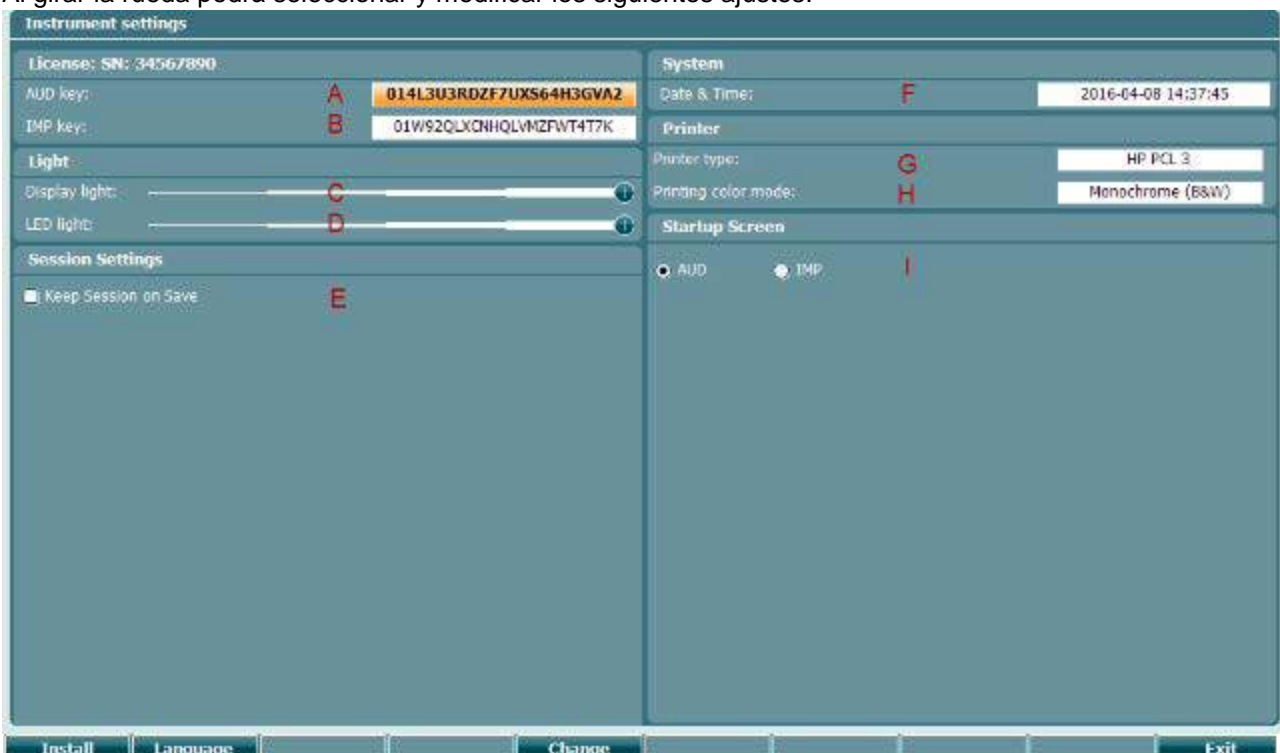 Al girar la rueda podrá seleccionar y modificar los siguientes ajustes:
Instrument settings
License: SN: 34567890
AUD key: A 014L3U3RDZF7UXS64H3GVA2
IMP key: B 01W92QLXCNHQLVMZFWT4T7K
Light
Display light: C
LED light: D
Session Settings
Keep Session on Save E
System
Date & Time: F 2016-04-08 14:37:45
Printer
Printer type: G HP PCL 3
Printing color mode: H Monochrome (B&W)
Startup Screen
AUD IMP I
Install Language Change Exit